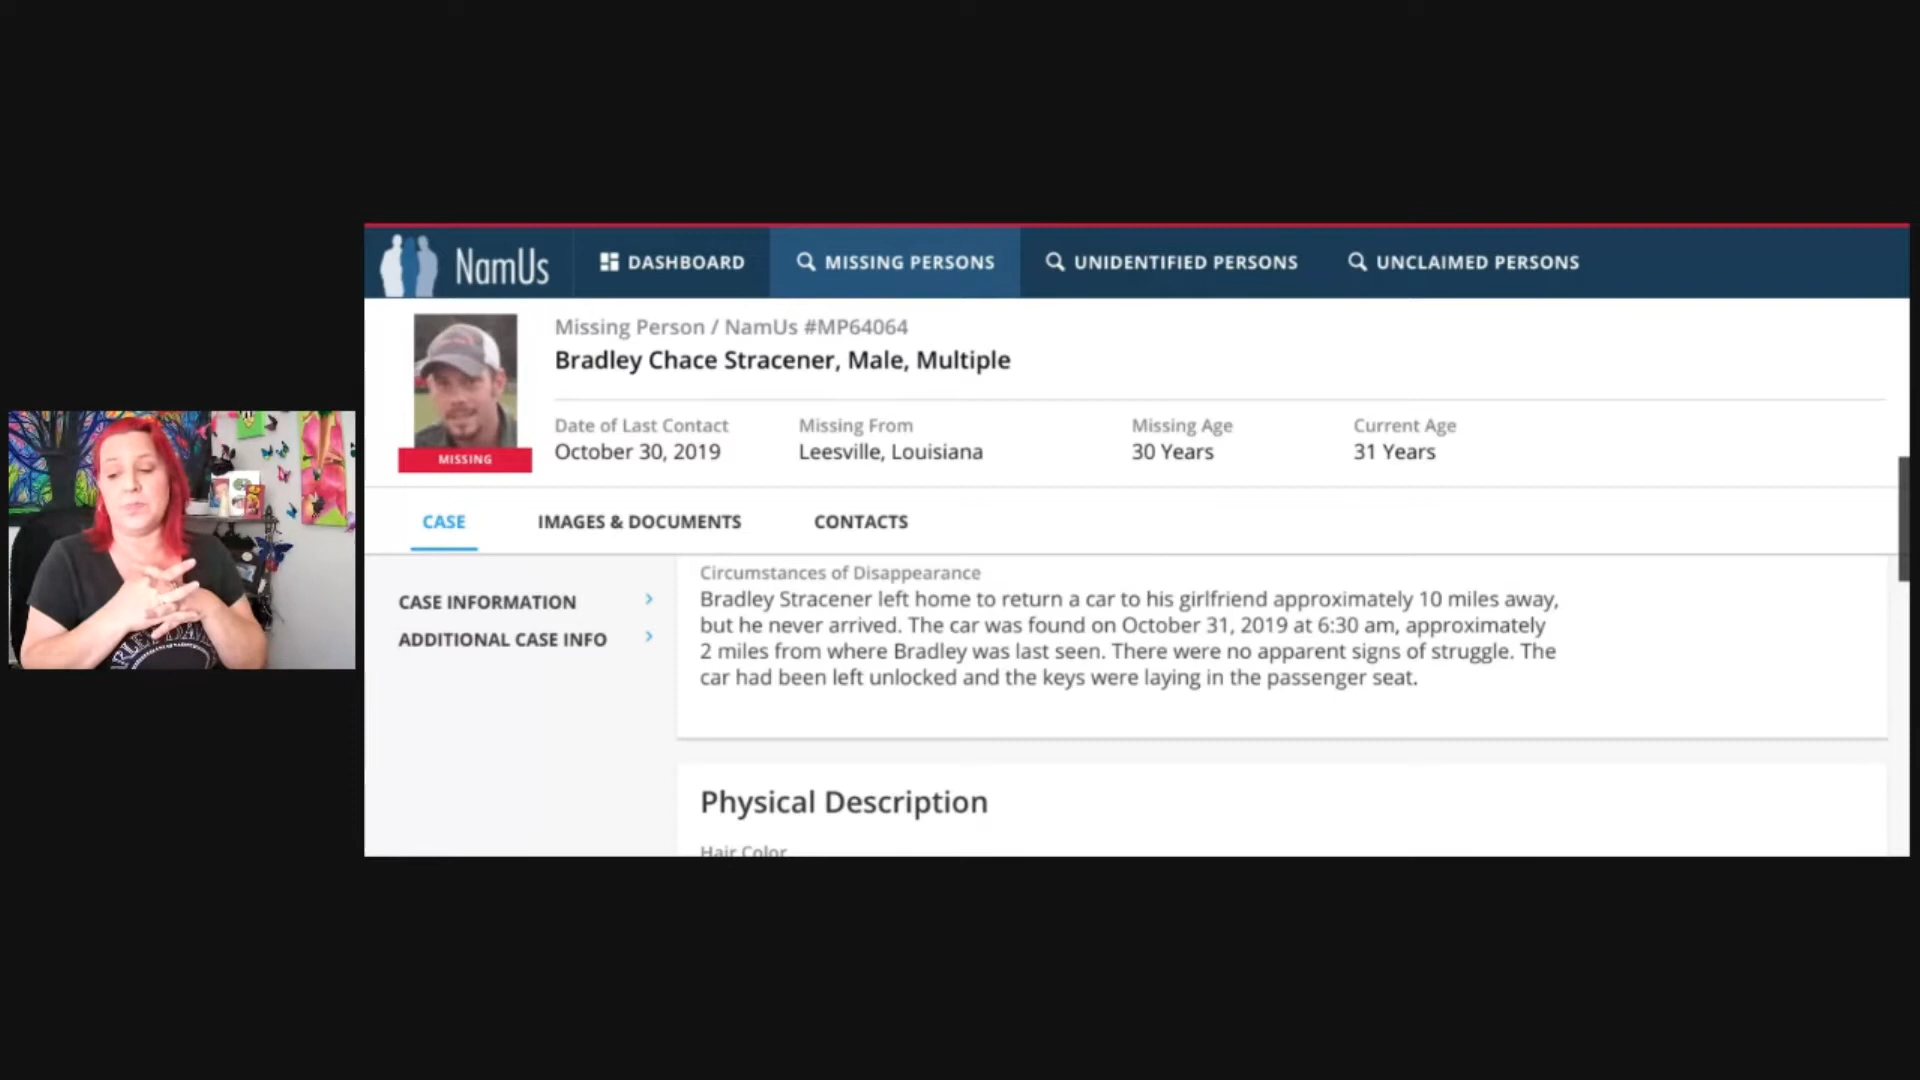 NamUs
DASHBOARD
MISSING PERSONS
UNIDENTIFIED PERSONS
UNCLAIMED PERSONS
MISSING
Missing Person / NamUs #MP64064
Bradley Chace Stracener, Male, Multiple
Date of Last Contact
October 30, 2019
Missing From
Leesville, Louisiana
Missing Age
30 Years
Current Age
31 Years
CASE
IMAGES & DOCUMENTS
CONTACTS
CASE INFORMATION
ADDITIONAL CASE INFO
Circumstances of Disappearance
Bradley Stracener left home to return a car to his girlfriend approximately 10 miles away,
but he never arrived. The car was found on October 31, 2019 at 6:30 am, approximately
2 miles from where Bradley was last seen. There were no apparent signs of struggle. The
car had been left unlocked and the keys were laying in the passenger seat.
Physical Description
Hair Color